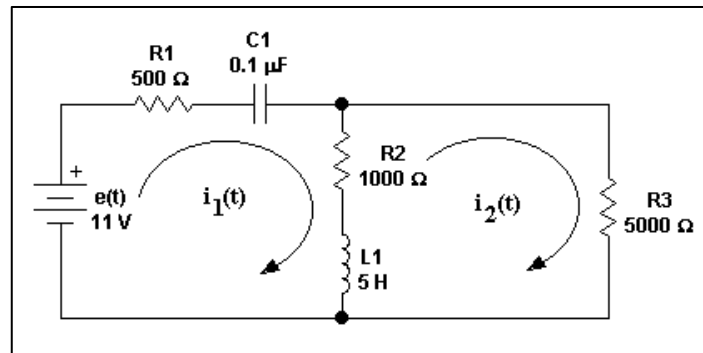 R1
500 Ω
C1
0.1 µF
+
e(t)
11 V
i1(t)
R2
1000 Ω
L1
5 H
i2(t)
R3
5000 Ω